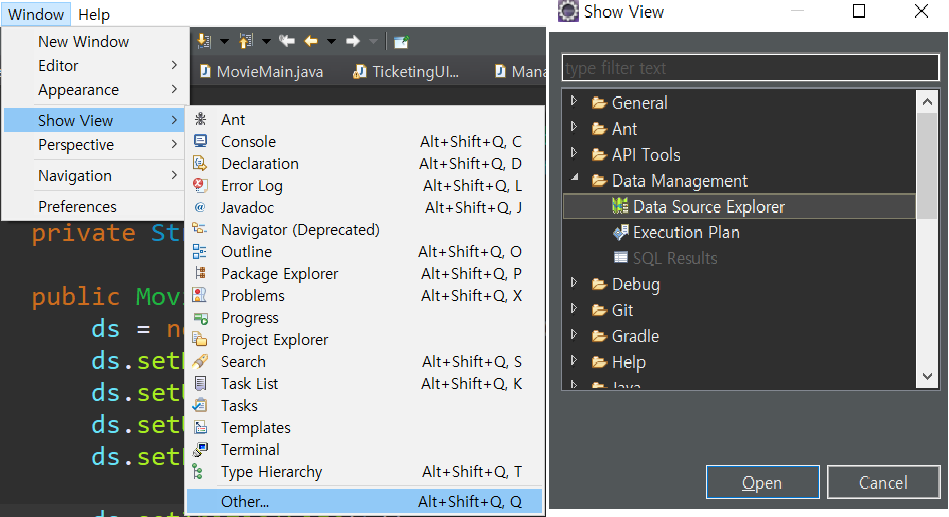 Window Help
New Window
Editor
Appearance
Show View
Perspective
Navigation
Preferences
MovieMain.java
TicketingUI...
Mana
Ant
Console Alt+Shift+Q, C
Declaration Alt+Shift+Q, D
Error Log Alt+Shift+Q, L
Javadoc Alt+Shift+Q, J
Navigator (Deprecated)
Outline Alt+Shift+Q, O
Package Explorer Alt+Shift+Q, P
Problems Alt+Shift+Q, X
Progress
Project Explorer
Search Alt+Shift+Q, S
Task List Alt+Shift+Q, K
Tasks
Templates
Terminal
Type Hierarchy Alt+Shift+Q, T
Other... Alt+Shift+Q, Q
private St
public Movi
ds = ne
ds.set
ds.set
ds.set
ds.set
Show View
type filter text
General
Ant
API Tools
Data Management
Data Source Explorer
Execution Plan
SQL Results
Debug
Git
Gradle
Help
Java
Open
Cancel